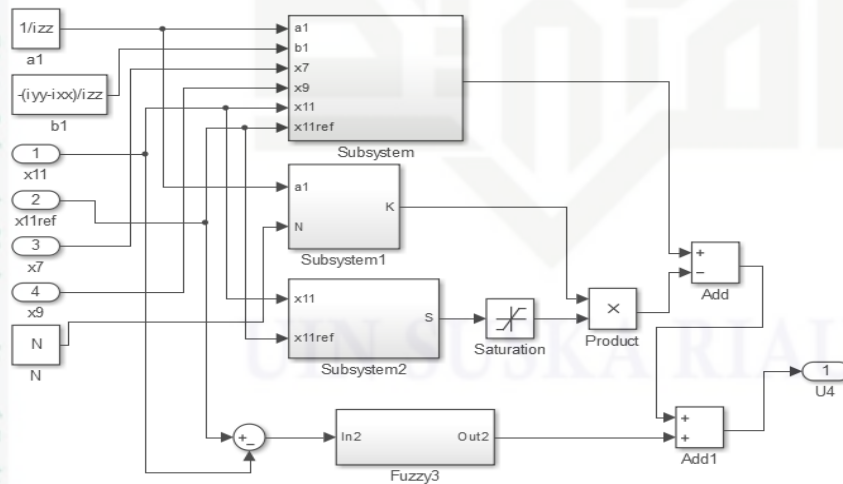 1/izz
a1
-(iyy-ixx)/izz
b1
1
x11
2
x11ref
3
x7
4
x9
N
N
a1
b1
x7
x9
x11
x11ref
Subsystem
a1
N
K
Subsystem1
x11
x11ref
S
Subsystem2
Saturation
×
Product
+
−
Add
+
−
In2
Out2
Fuzzy3
+
+
Add1
1
U4
UIN SUSKA RIA